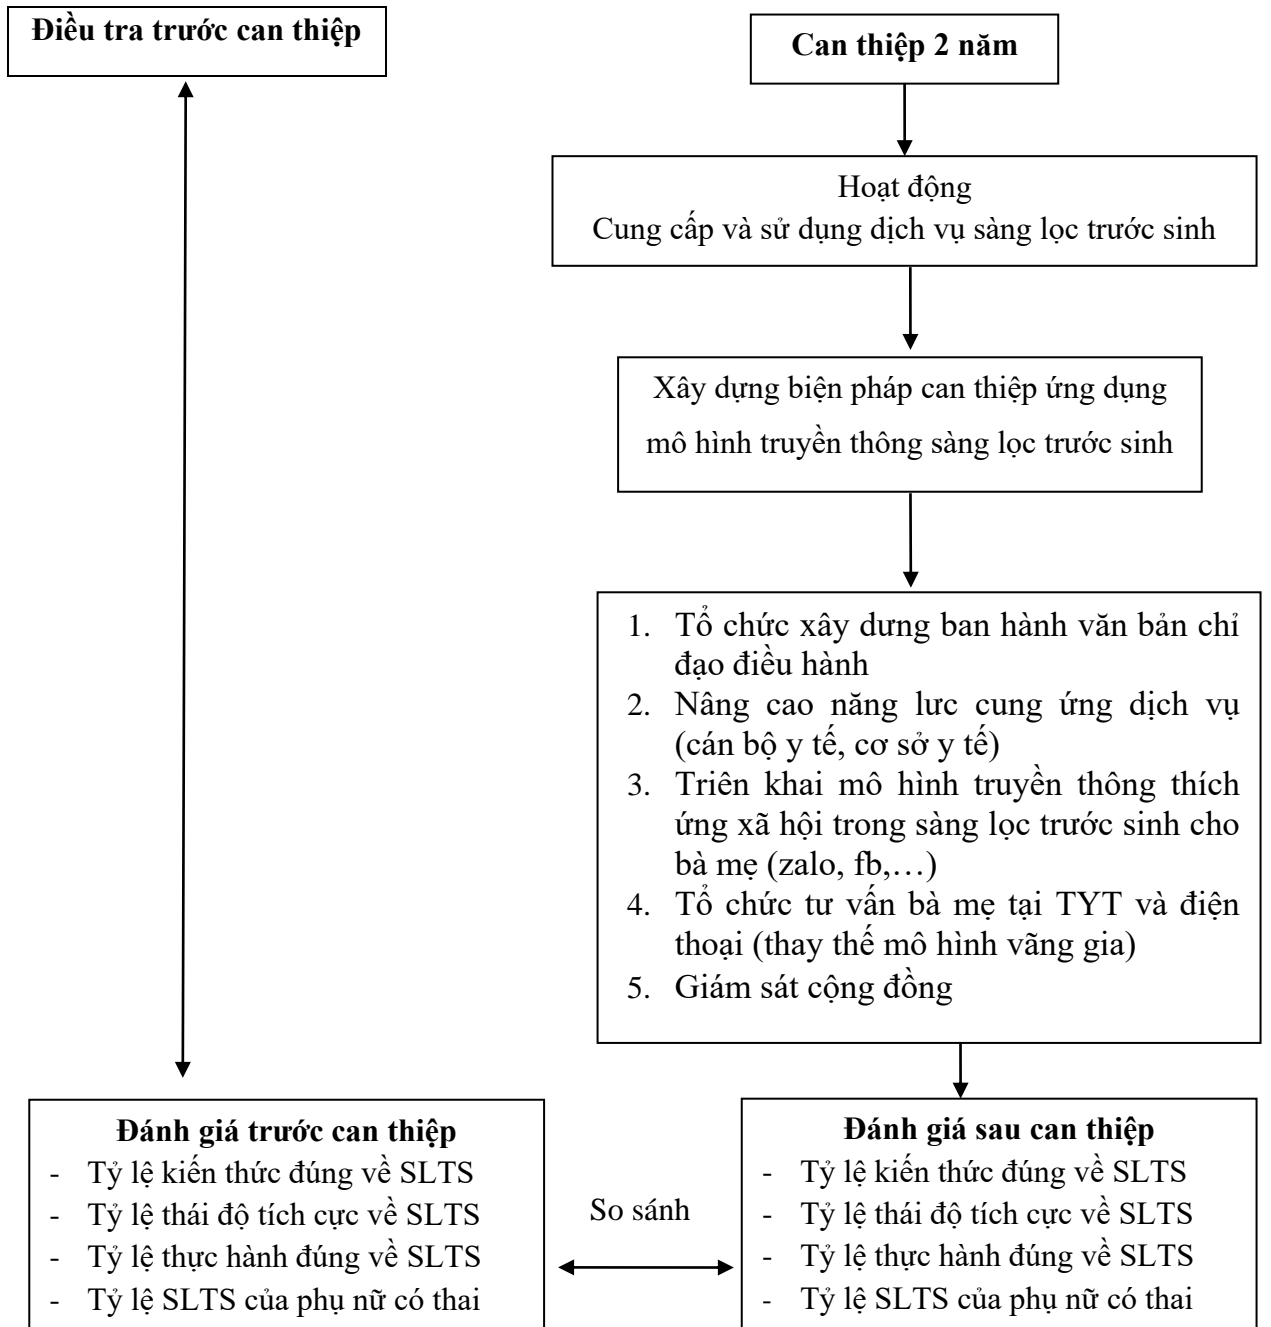 Điều tra trước can thiệp
Can thiệp 2 năm
Hoạt động
Cung cấp và sử dụng dịch vụ sàng lọc trước sinh
Xây dựng biện pháp can thiệp ứng dụng
mô hình truyền thông sàng lọc trước sinh
1. Tổ chức xây dưng ban hành văn bản chỉ
đạo điều hành
2. Nâng cao năng lưc cung ứng dịch vụ
(cán bộ y tế, cơ sở y tế)
3. Triên khai mô hình truyền thông thích
ứng xã hội trong sàng lọc trước sinh cho
bà mẹ (zalo, fb,…)
4. Tổ chức tư vấn bà mẹ tại TYT và điện
thoại (thay thế mô hình vãng gia)
5. Giám sát cộng đồng
Đánh giá trước can thiệp
- Tỷ lệ kiến thức đúng về SLTS
- Tỷ lệ thái độ tích cực về SLTS
- Tỷ lệ thực hành đúng về SLTS
- Tỷ lệ SLTS của phụ nữ có thai
So sánh
Đánh giá sau can thiệp
- Tỷ lệ kiến thức đúng về SLTS
- Tỷ lệ thái độ tích cực về SLTS
- Tỷ lệ thực hành đúng về SLTS
- Tỷ lệ SLTS của phụ nữ có thai